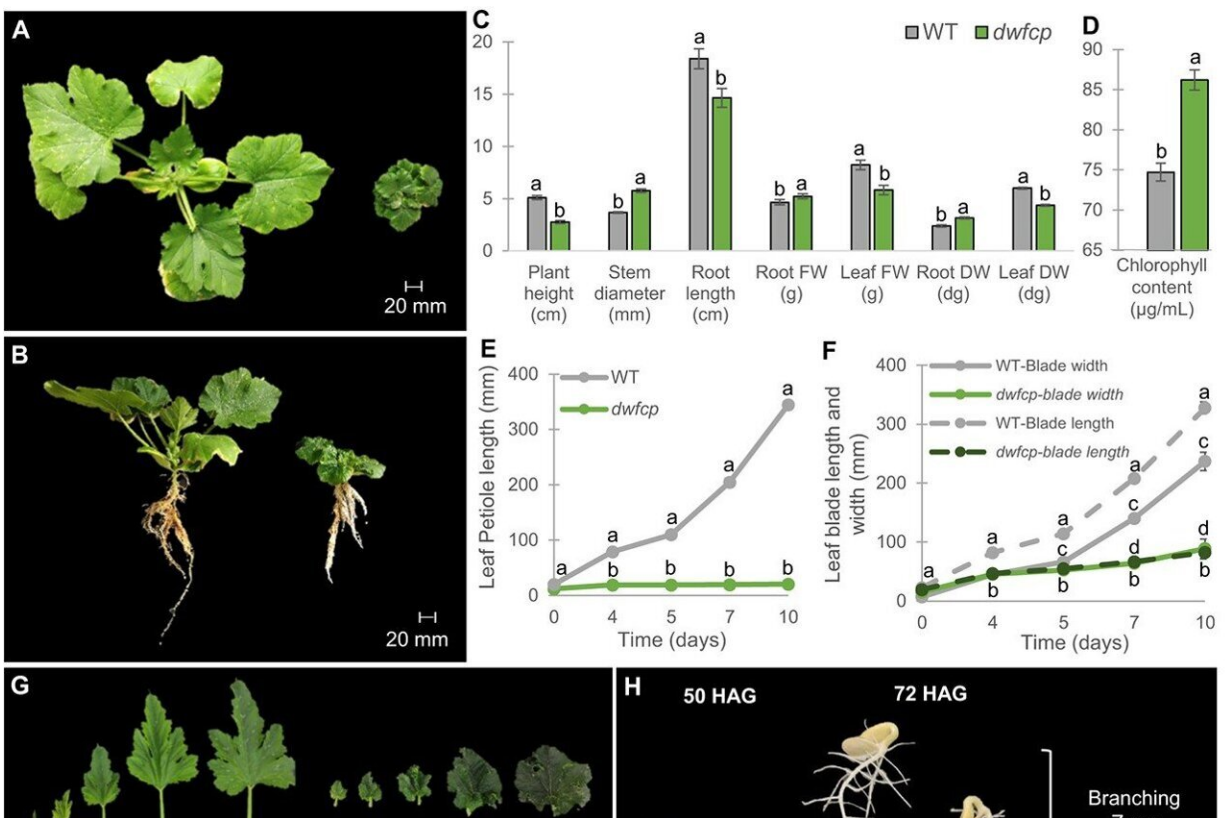 A
20 mm
B
20 mm
C
WT dwfcp
20
15
10
5
0
a b b a a b b a a b b a a b
Plant height (cm)
Stem diameter (mm)
Root length (cm)
Root FW (g)
Leaf FW (g)
Root DW (dg)
Leaf DW (dg)
D
90
85
80
75
70
65
b a
Chlorophyll
content
(µg/mL)
E
Leaf Petiole length (mm)
400
300
200
100
0
WT
dwfcp
a a a a a
b b b b
0 4 5 7 10
Time (days)
F
Leaf blade length and
width (mm)
400
300
200
100
0
WT-Blade width
dwfcp-blade width
WT-Blade length
dwfcp-blade length
a a a a a
c c c
d d
b b b b
0 4 5 7 10
Time (days)
G
H
50 HAG 72 HAG
Branching